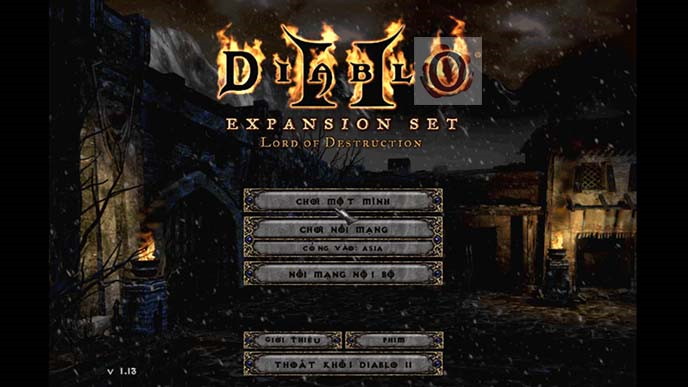 DIABLO II
EXPANSION SET
LORD OF DESTRUCTION
CHƠI MỘT MÌNH
CHƠI NỐI MẠNG
CỔNG VÀO: ASIA
NỐI MẠNG NỘI BỘ
GIỚI THIỆU
PHIM
THOÁT KHỎI DIABLO II
V 1.13